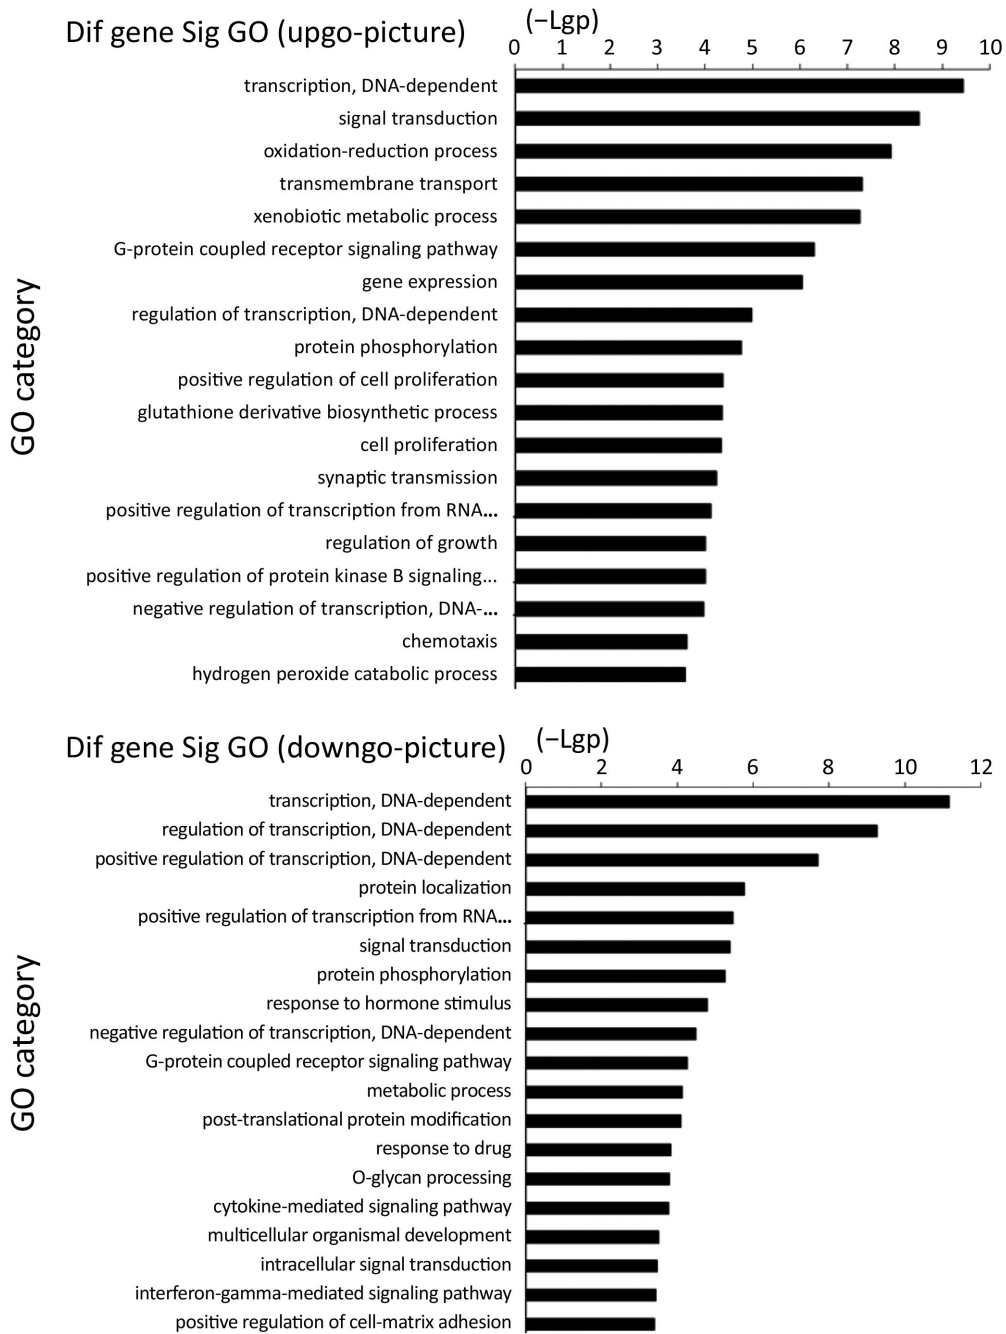 Dif gene Sig GO (upgo-picture)
(−Lgp)
0 1 2 3 4 5 6 7 8 9 10
GO category
transcription, DNA-dependent
signal transduction
oxidation-reduction process
transmembrane transport
xenobiotic metabolic process
G-protein coupled receptor signaling pathway
gene expression
regulation of transcription, DNA-dependent
protein phosphorylation
positive regulation of cell proliferation
glutathione derivative biosynthetic process
cell proliferation
synaptic transmission
positive regulation of transcription from RNA...
regulation of growth
positive regulation of protein kinase B signaling...
negative regulation of transcription, DNA-...
chemotaxis
hydrogen peroxide catabolic process
Dif gene Sig GO (downgo-picture)
(−Lgp)
0 2 4 6 8 10 12
GO category
transcription, DNA-dependent
regulation of transcription, DNA-dependent
positive regulation of transcription, DNA-dependent
protein localization
positive regulation of transcription from RNA...
signal transduction
protein phosphorylation
response to hormone stimulus
negative regulation of transcription, DNA-dependent
G-protein coupled receptor signaling pathway
metabolic process
post-translational protein modification
response to drug
O-glycan processing
cytokine-mediated signaling pathway
multicellular organismal development
intracellular signal transduction
interferon-gamma-mediated signaling pathway
positive regulation of cell-matrix adhesion